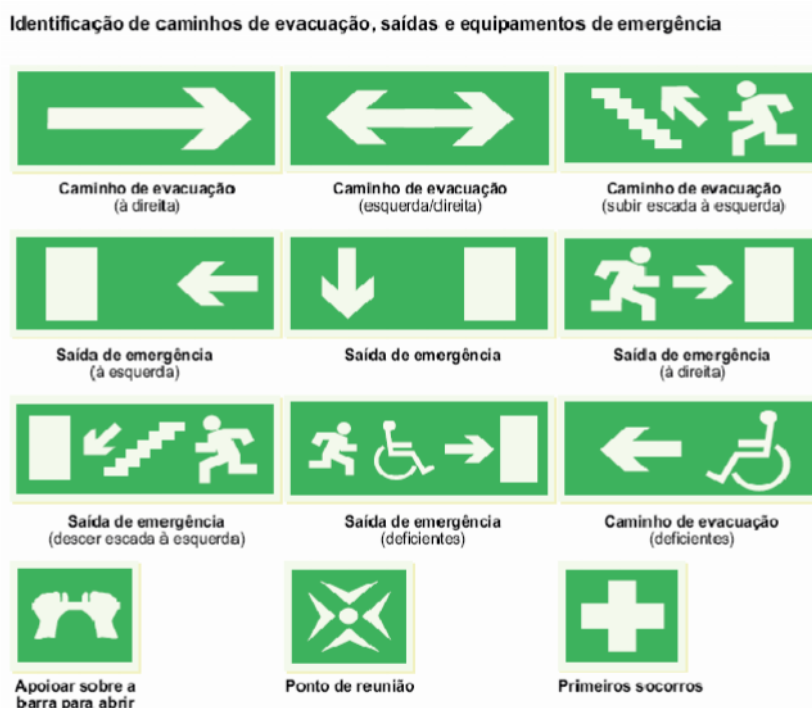 Identificação de caminhos de evacuação, saídas e equipamentos de emergência
Caminho de evacuação
(à direita)
Caminho de evacuação
(esquerda/direita)
Caminho de evacuação
(subir escada à esquerda)
Saída de emergência
(à esquerda)
Saída de emergência
Saída de emergência
(à direita)
Saída de emergência
(descer escada à esquerda)
Saída de emergência
(deficientes)
Caminho de evacuação
(deficientes)
Apoioar sobre a
barra para abrir
Ponto de reunião
Primeiros socorros